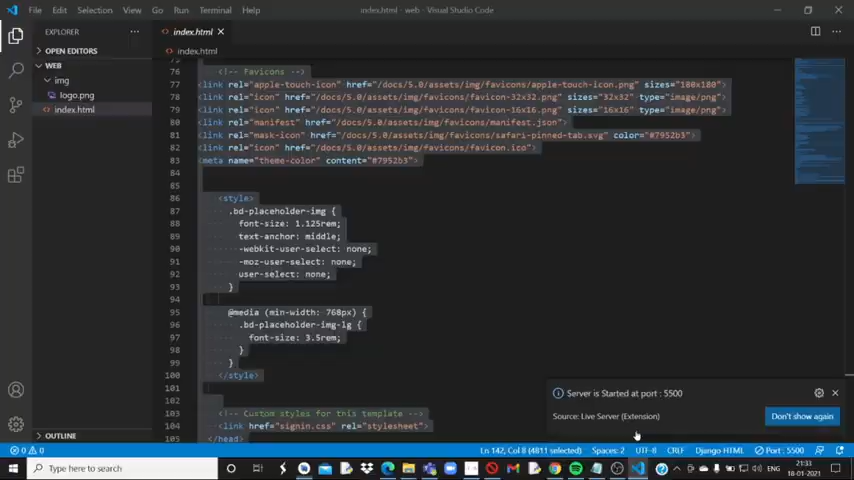 File Edit Selection View Go Run Terminal Help
index.html - web - Visual Studio Code
EXPLORER
OPEN EDITORS
WEB
img
logo.png
index.html
OUTLINE
index.html
index.html
76 <!-- Favicons -->
77 <link rel="apple-touch-icon" href="/docs/5.0/assets/img/favicons/apple-touch-icon.png" sizes="180x180">
78 <link rel="icon" href="/docs/5.0/assets/img/favicons/favicon-32x32.png" sizes="32x32" type="image/png">
79 <link rel="icon" href="/docs/5.0/assets/img/favicons/favicon-16x16.png" sizes="16x16" type="image/png">
80 <link rel="manifest" href="/docs/5.0/assets/img/favicons/manifest.json">
81 <link rel="mask-icon" href="/docs/5.0/assets/img/favicons/safari-pinned-tab.svg" color="#7952b3">
82 <link rel="icon" href="/docs/5.0/assets/img/favicons/favicon.ico">
83 <meta name="theme-color" content="#7952b3">
84
85
86 <style>
87 .bd-placeholder-img {
88 font-size: 1.125rem;
89 text-anchor: middle;
90 -webkit-user-select: none;
91 -moz-user-select: none;
92 user-select: none;
93 }
94
95 @media (min-width: 768px) {
96 .bd-placeholder-img-lg {
97 font-size: 3.5rem;
98 }
99 }
100 </style>
101
102
103 <!-- Custom styles for this template -->
104 <link href="signin.css" rel="stylesheet">
105 </head>
Server is Started at port : 5500
Source: Live Server (Extension)
Don't show again
0 0
Ln 142, Col 8 (4811 selected) Spaces: 2 UTF-8 CRLF Django HTML Port : 5500
Type here to search
ENG
21:33
18-01-2021